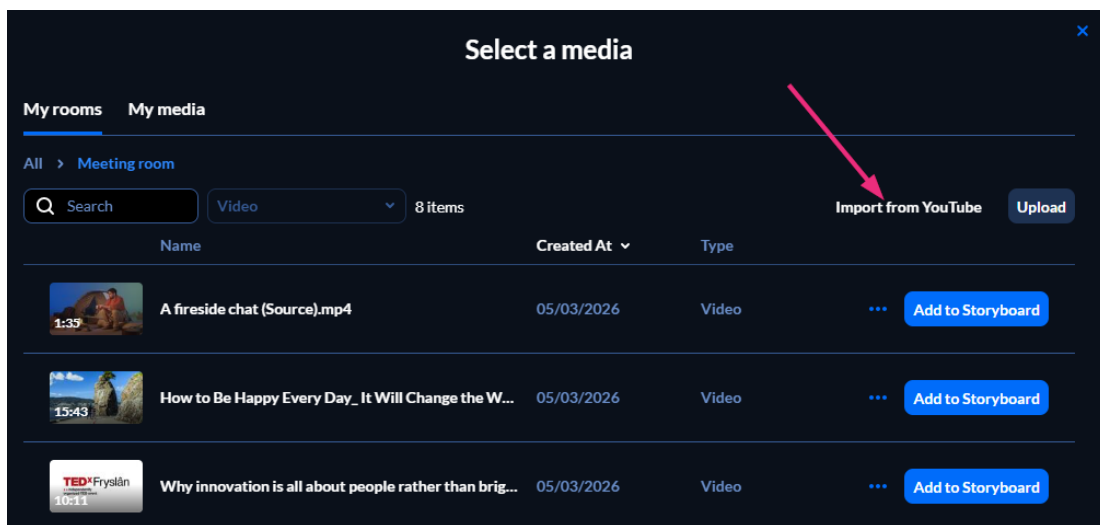 Select a media
×
My rooms My media
All > Meeting room
Search Video 8 items Import from YouTube Upload
Name Created At Type
1:35 A fireside chat (Source).mp4 05/03/2026 Video ••• Add to Storyboard
15:43 How to Be Happy Every Day_ It Will Change the W... 05/03/2026 Video ••• Add to Storyboard
TEDxFryslân
10:11 Why innovation is all about people rather than brig... 05/03/2026 Video ••• Add to Storyboard